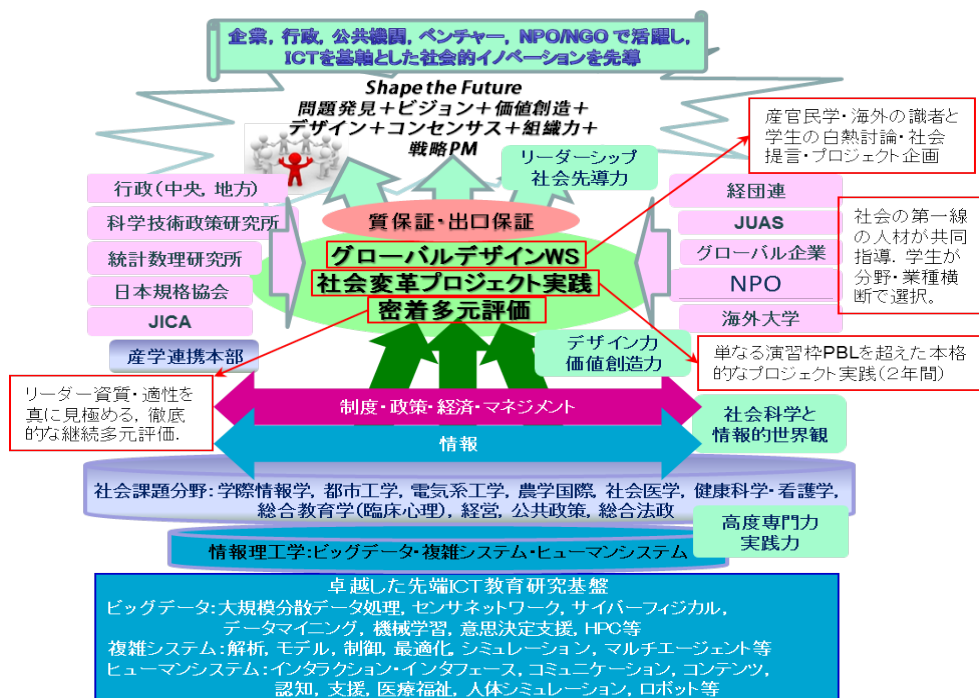 企業, 行政, 公共機関, ベンチャー, NPO/NGO で活躍し,
ICTを基軸とした社会的イノベーションを先導
Shape the Future
問題発見＋ビジョン＋価値創造＋
デザイン＋コンセンサス＋組織力＋
戦略PM
産官民学・海外の識者と
学生の白熱討論・社会
提言・プロジェクト企画
リーダーシップ
社会先導力
行政(中央, 地方)
科学技術政策研究所
統計数理研究所
日本規格協会
JICA
産学連携本部
質保証・出口保証
グローバルデザインWS
社会変革プロジェクト実践
密着多元評価
経団連
JUAS
グローバル企業
NPO
海外大学
社会の第一線
の人材が共同
指導. 学生が
分野・業種横
断で選択。
デザイン力
価値創造力
単なる演習枠PBLを超えた本格
的なプロジェクト実践(2年間)
リーダー資質・適性を
真に見極める, 徹底
的な継続多元評価.
制度・政策・経済・マネジメント
情報
社会科学と
情報的世界観
社会課題分野：学際情報学, 都市工学, 電気系工学, 農学国際, 社会医学, 健康科学・看護学,
総合教育学(臨床心理), 経営, 公共政策, 総合法政
高度専門力
実践力
情報理工学：ビッグデータ・複雑システム・ヒューマンシステム
卓越した先端ICT教育研究基盤
ビッグデータ：大規模分散データ処理, センサネットワーク, サイバーフィジカル,
データマイニング, 機械学習, 意思決定支援, HPC等
複雑システム：解析, モデル, 制御, 最適化, シミュレーション, マルチエージェント等
ヒューマンシステム：インタラクション・インタフェース, コミュニケーション, コンテンツ,
認知, 支援, 医療福祉, 人体シミュレーション, ロボット等